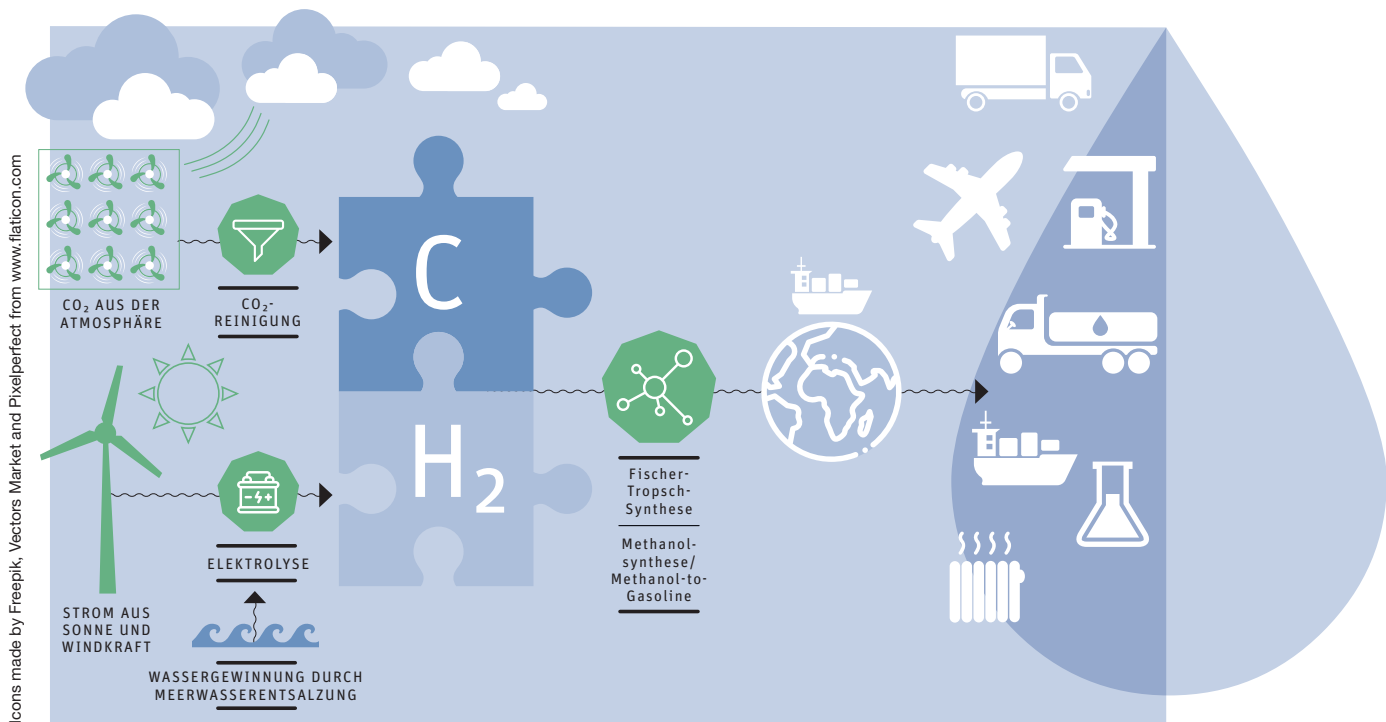 Icons made by Freepik, Vectors Market and Pixelperfect from www.flaticon.com
CO₂ AUS DER
ATMOSPHÄRE
CO₂-
REINIGUNG
C
H₂
STROM AUS
SONNE UND
WINDKRAFT
ELEKTROLYSE
WASSERGEWINNUNG DURCH
MEERWASSERENTSALZUNG
Fischer-
Tropsch-
Synthese
Methanol-
synthese/
Methanol-to-
Gasoline